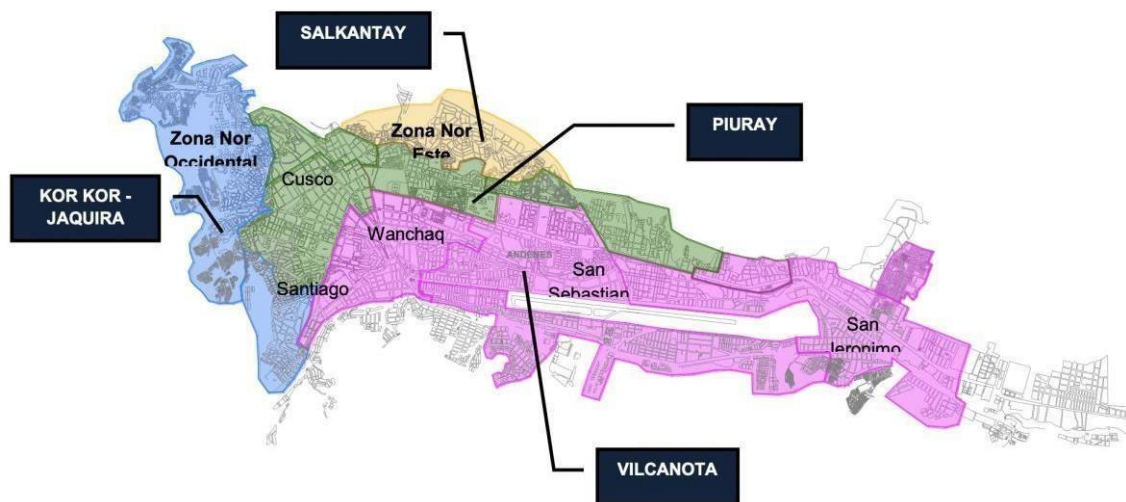 SALKANTAY
PIURAY
Zona Nor
Occidental
Zona Nor
Este
KOR KOR -
JAQUIRA
Cusco
Wanchaq
ANDENES
San
Sebastian
Santiago
San
Jeronimo
VILCANOTA